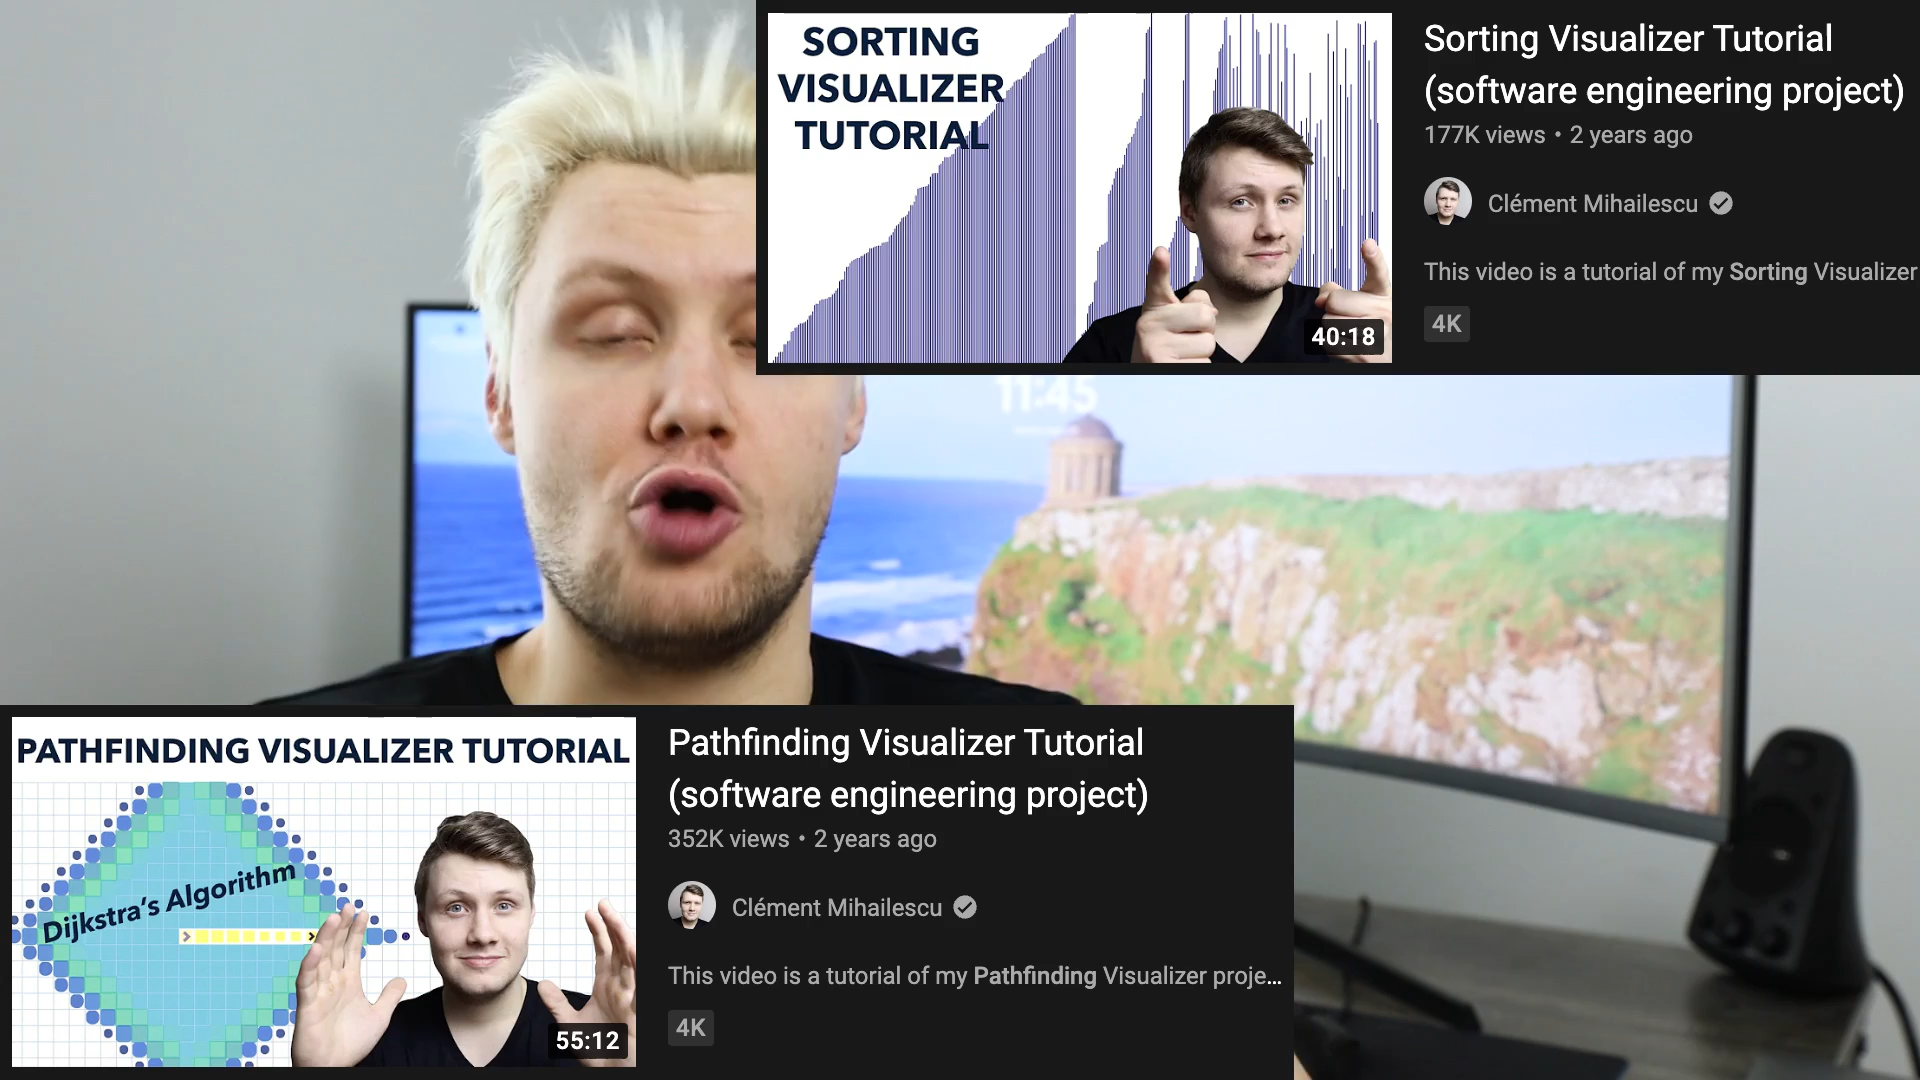 SORTING
VISUALIZER
TUTORIAL
40:18
Sorting Visualizer Tutorial
(software engineering project)
177K views • 2 years ago
Clément Mihailescu
This video is a tutorial of my Sorting Visualizer
4K
11:45
PATHFINDING VISUALIZER TUTORIAL
Dijkstra's Algorithm
55:12
Pathfinding Visualizer Tutorial
(software engineering project)
352K views • 2 years ago
Clément Mihailescu
This video is a tutorial of my Pathfinding Visualizer proje...
4K